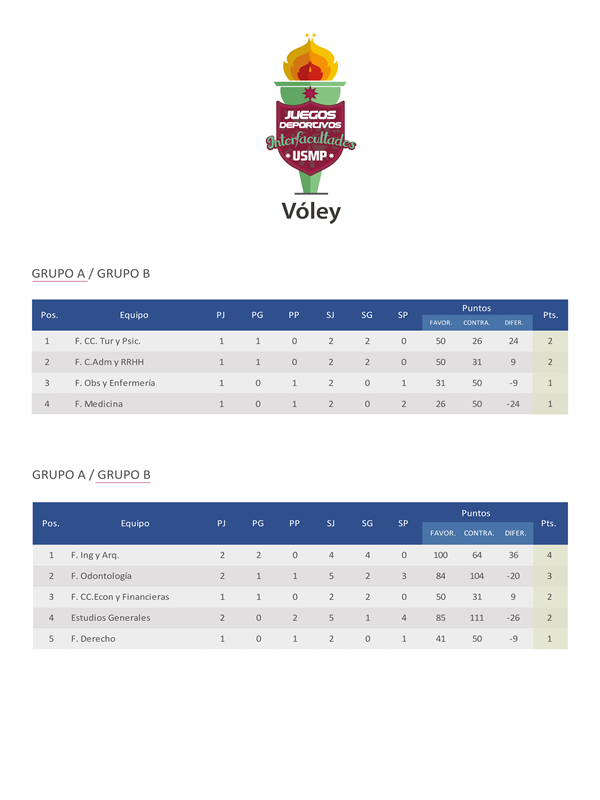 JUEGOS
DEPORTIVOS
Interfacultades
USMP
Vóley
GRUPO A / GRUPO B
Pos. Equipo PJ PG PP SJ SG SP Puntos Pts.
FAVOR. CONTRA. DIFER.
1 F. CC. Tur y Psic. 1 1 0 2 2 0 50 26 24 2
2 F. C.Adm y RRHH 1 1 0 2 2 0 50 31 9 2
3 F. Obs y Enfermería 1 0 1 2 0 1 31 50 -9 1
4 F. Medicina 1 0 1 2 0 2 26 50 -24 1
GRUPO A / GRUPO B
Pos. Equipo PJ PG PP SJ SG SP Puntos Pts.
FAVOR. CONTRA. DIFER.
1 F. Ing y Arq. 2 2 0 4 4 0 100 64 36 4
2 F. Odontología 2 1 1 5 2 3 84 104 -20 3
3 F. CC.Econ y Financieras 1 1 0 2 2 0 50 31 9 2
4 Estudios Generales 2 0 2 5 1 4 85 111 -26 2
5 F. Derecho 1 0 1 2 0 1 41 50 -9 1